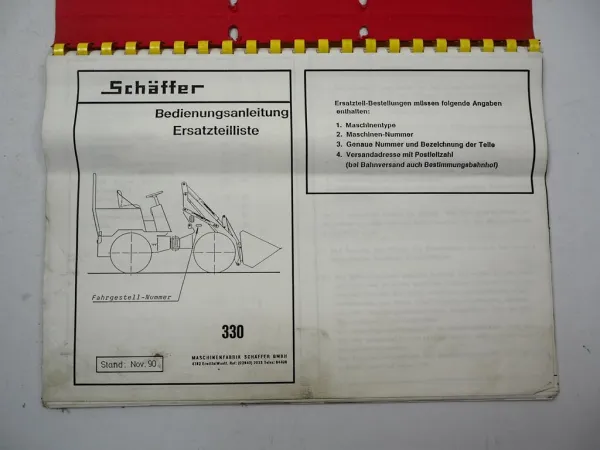 Schäffer
Bedienungsanleitung
Ersatzteilliste
Fahrgestell-Nummer
330
Stand: Nov. 90
MASCHINENFABRIK SCHÄFFER GMBH
Ersatzteil-Bestellungen müssen folgende Angaben
enthalten:
1. Maschinentype
2. Maschinen-Nummer
3. Genaue Nummer und Bezeichnung der Teile
4. Versandadresse mit Postleitzahl
(bei Bahnversand auch Bestimmungsbahnhof)